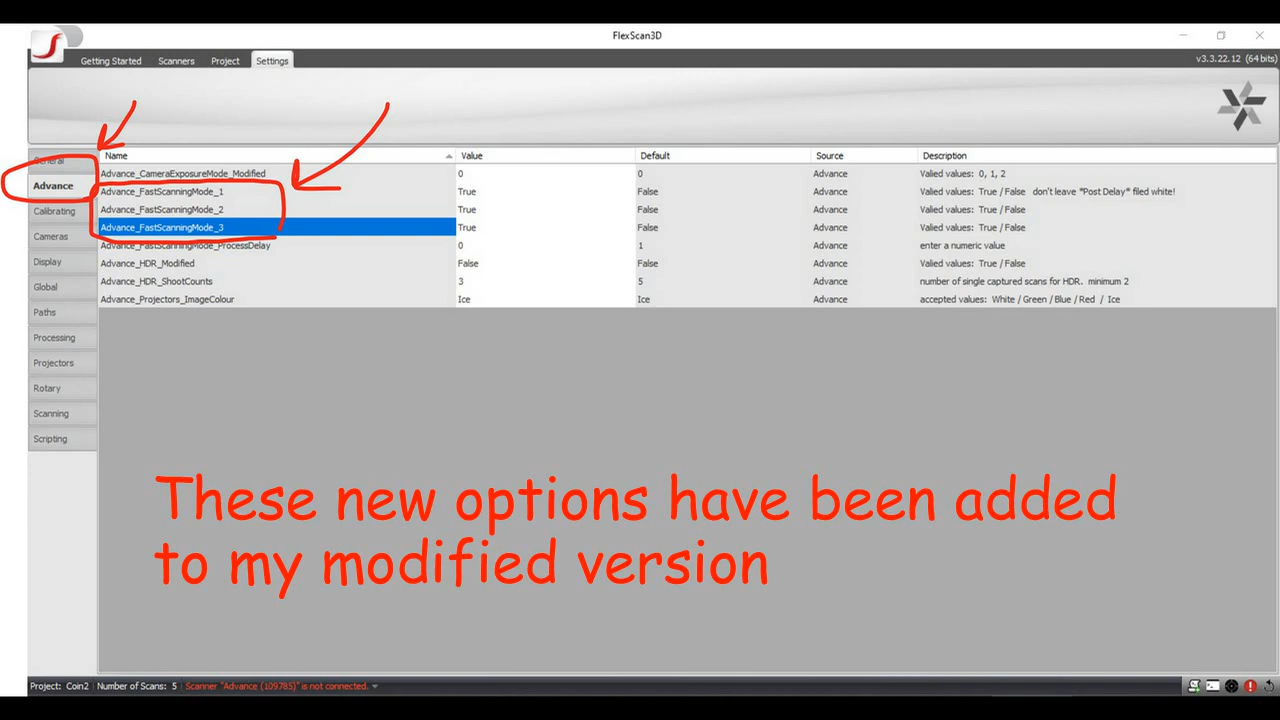 FlexScan3D
Getting Started Scanners Project Settings v3.3.22.12 (64 bits)
General
Advance
Calibrating
Cameras
Display
Global
Paths
Processing
Projectors
Rotary
Scanning
Scripting
Name Value Default Source Description
Advance_CameraExposureMode_Modified 0 0 Advance Valied values: 0, 1, 2
Advance_FastScanningMode_1 True False Advance Valied values: True / False don't leave *Post Delay* filed white!
Advance_FastScanningMode_2 True False Advance Valied values: True / False
Advance_FastScanningMode_3 True False Advance Valied values: True / False
Advance_FastScanningMode_ProcessDelay 0 1 Advance enter a numeric value
Advance_HDR_Modified False False Advance Valied values: True / False
Advance_HDR_ShootCounts 3 5 Advance number of single captured scans for HDR. minimum 2
Advance_Projectors_ImageColour Ice Ice Advance accepted values: White / Green / Blue / Red / Ice
These new options have been added
to my modified version
Project: Coin2 Number of Scans: 5 Scanner "Advance (109785)" is not connected.